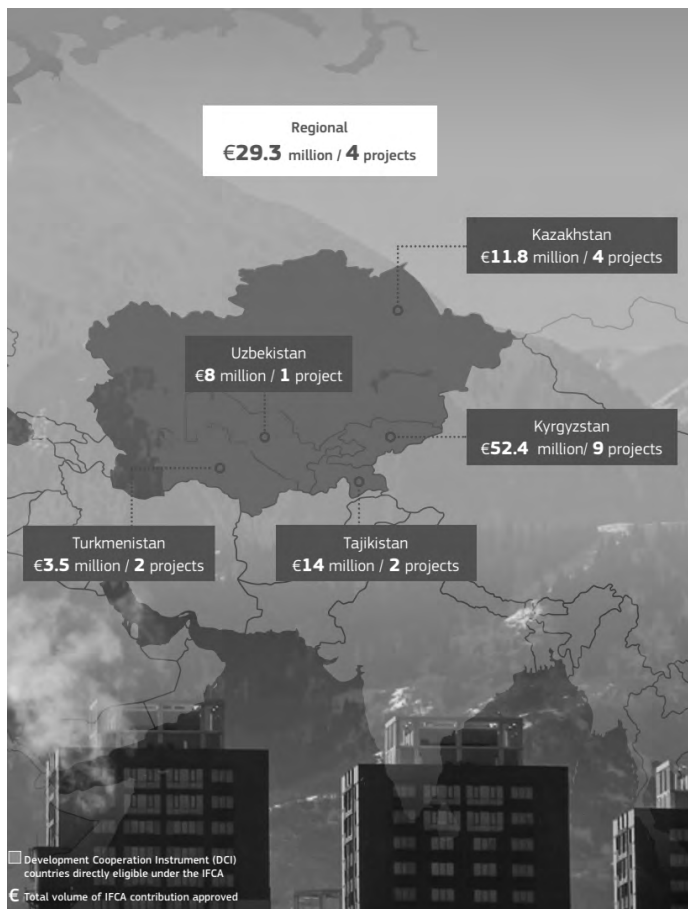 Regional
€29.3 million / 4 projects
Kazakhstan
€11.8 million / 4 projects
Uzbekistan
€8 million / 1 project
Kyrgyzstan
€52.4 million/ 9 projects
Turkmenistan
€3.5 million / 2 projects
Tajikistan
€14 million / 2 projects
Development Cooperation Instrument (DCI)
countries directly eligible under the IFCA
€ Total volume of IFCA contribution approved